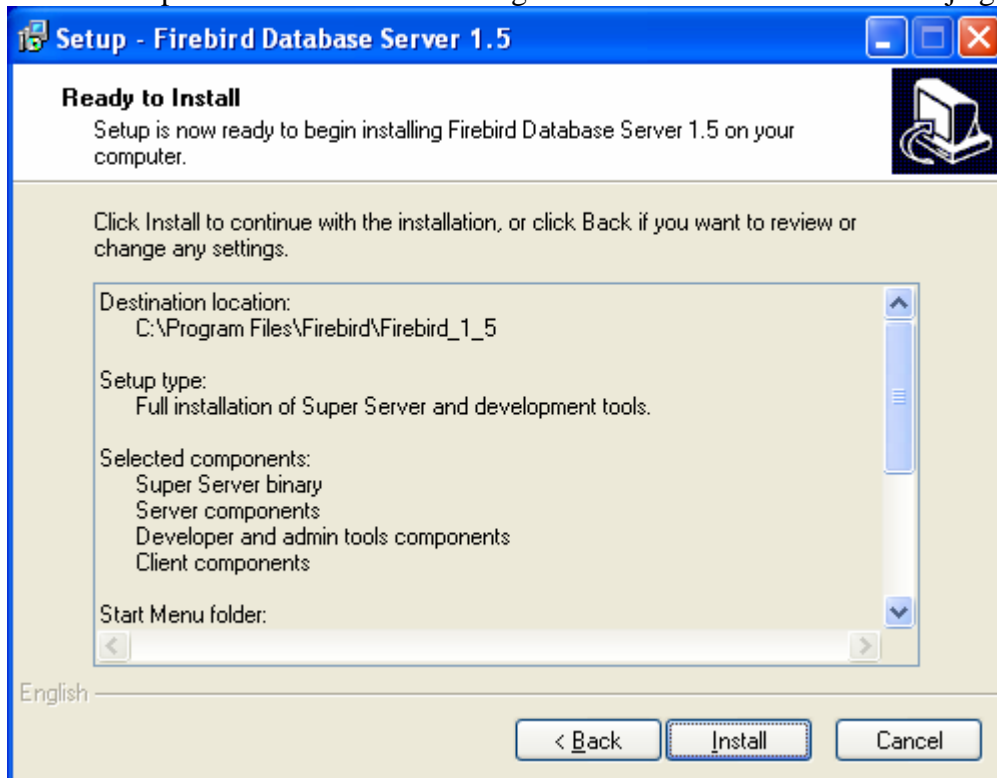 Setup - Firebird Database Server 1.5
Ready to Install
Setup is now ready to begin installing Firebird Database Server 1.5 on your
computer.
Click Install to continue with the installation, or click Back if you want to review or
change any settings.
Destination location:
C:\Program Files\Firebird\Firebird_1_5
Setup type:
Full installation of Super Server and development tools.
Selected components:
Super Server binary
Server components
Developer and admin tools components
Client components
Start Menu folder:
English
< Back
Install
Cancel